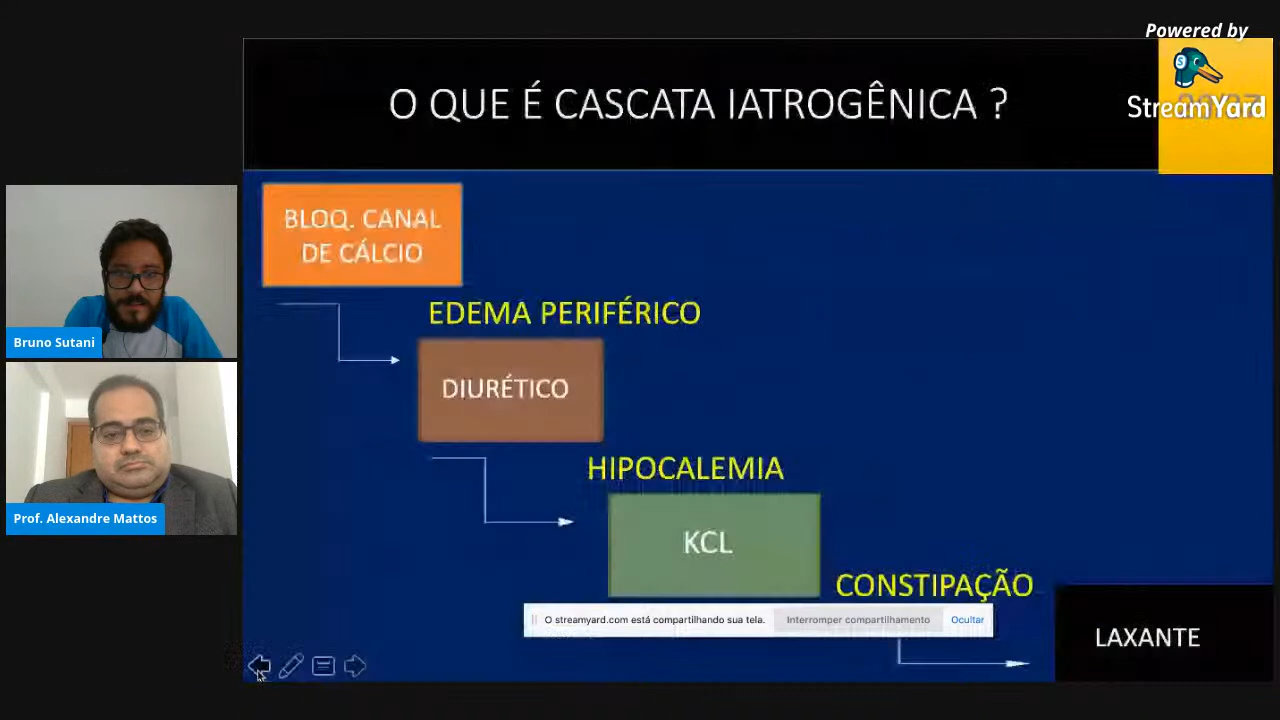 Powered by
StreamYard
O QUE É CASCATA IATROGÊNICA ?
BLOQ. CANAL
DE CÁLCIO
EDEMA PERIFÉRICO
DIURÉTICO
HIPOCALEMIA
KCL
CONSTIPAÇÃO
LAXANTE
O streamyard.com está compartilhando sua tela.
Interromper compartilhamento
Ocultar
Bruno Sutani
Prof. Alexandre Mattos